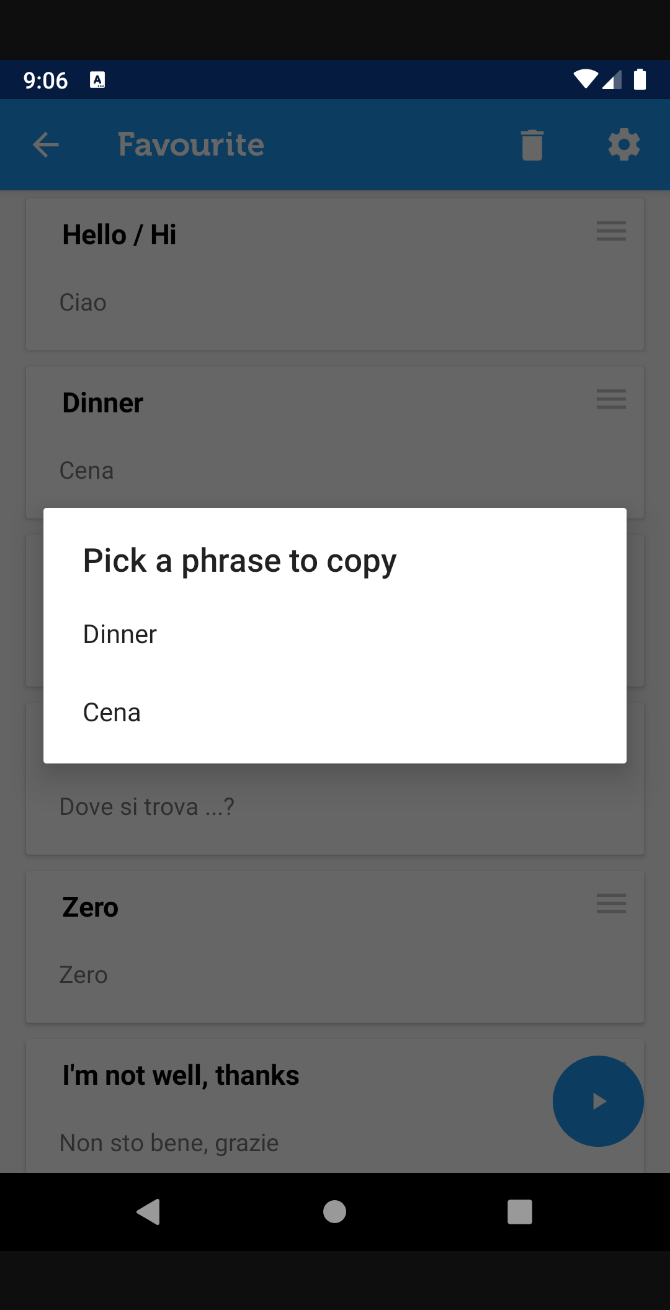 9:06
Favourite
Hello / Hi
Ciao
Dinner
Cena
Pick a phrase to copy
Dinner
Cena
Dove si trova ...?
Zero
Zero
I'm not well, thanks
Non sto bene, grazie